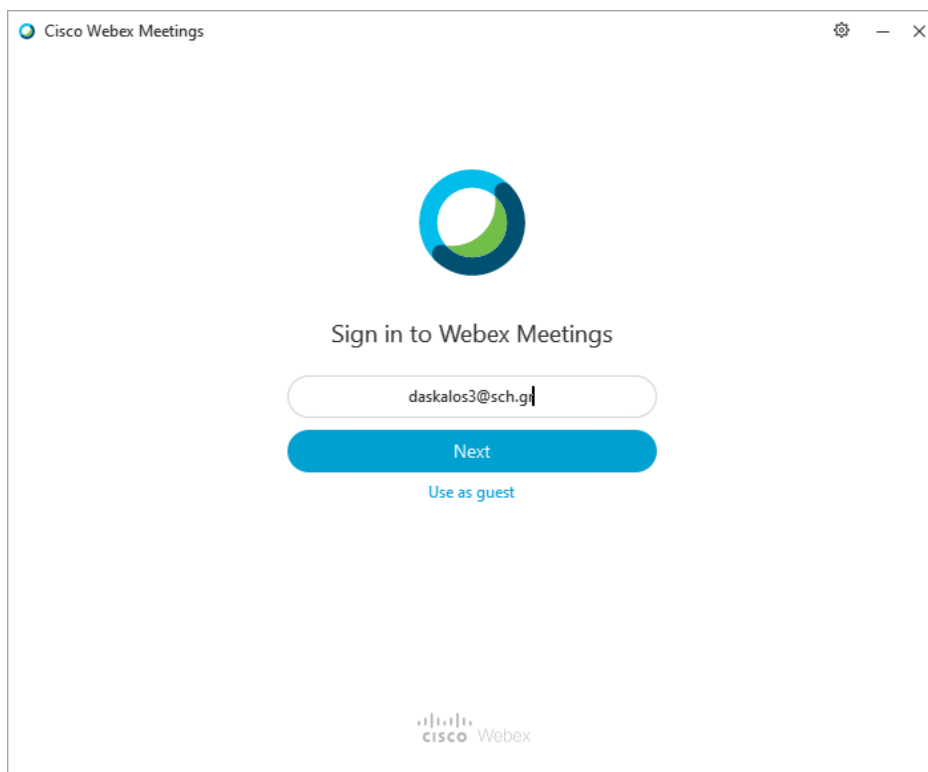 Cisco Webex Meetings
Sign in to Webex Meetings
daskalos3@sch.gr
Next
Use as guest
CISCO Webex